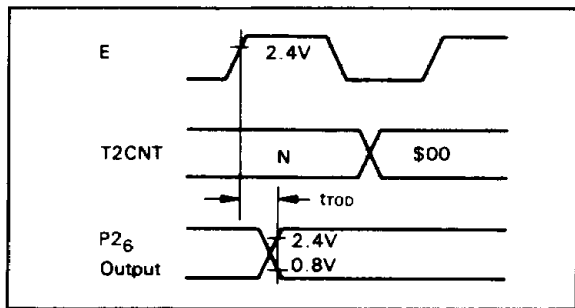 E
2.4V
T2CNT
N
$00
tTOD
P26
2.4V
Output
0.8V